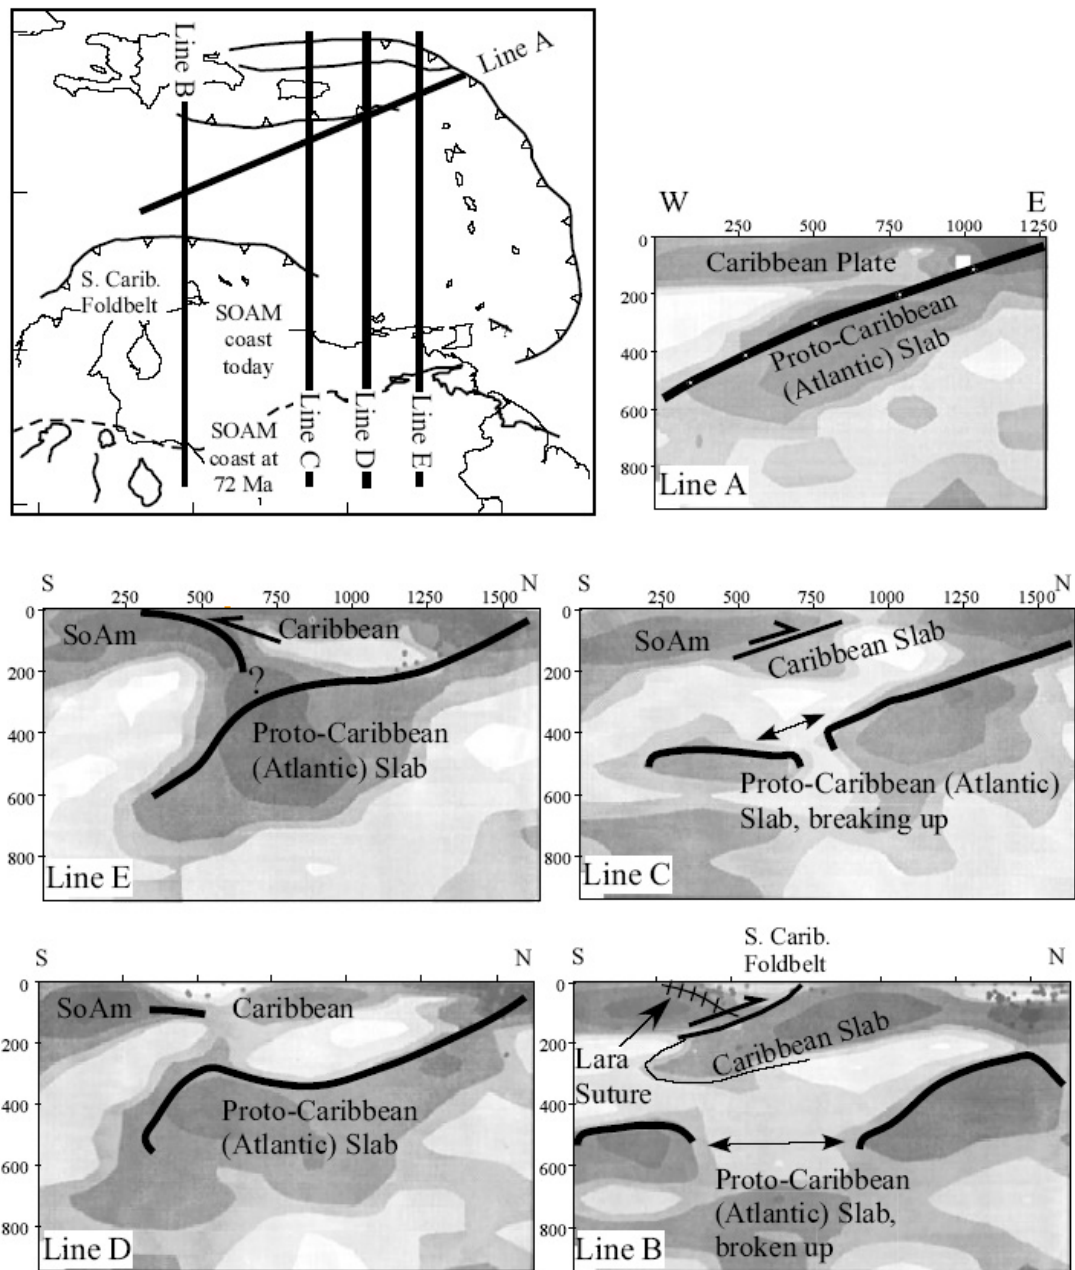 Line B
Line A
S. Carib.
Foldbelt
SOAM
coast
today
SOAM
coast at
72 Ma
Line C
Line D
Line E
W
E
250
500
750
1000
1250
0
200
400
600
800
Caribbean Plate
Proto-Caribbean
(Atlantic) Slab
Line A
S
N
250
500
750
1000
1500
0
200
400
600
800
SoAm
Caribbean
?
Proto-Caribbean
(Atlantic) Slab
Line E
S
N
250
500
750
1000
1500
0
200
400
600
800
SoAm
Caribbean Slab
Proto-Caribbean (Atlantic)
Slab, breaking up
Line C
S
N
0
200
400
600
800
SoAm
Caribbean
Proto-Caribbean
(Atlantic) Slab
Line D
S. Carib.
Foldbelt
S
N
0
200
400
600
800
Lara
Suture
Caribbean Slab
Proto-Caribbean
(Atlantic) Slab,
broken up
Line B